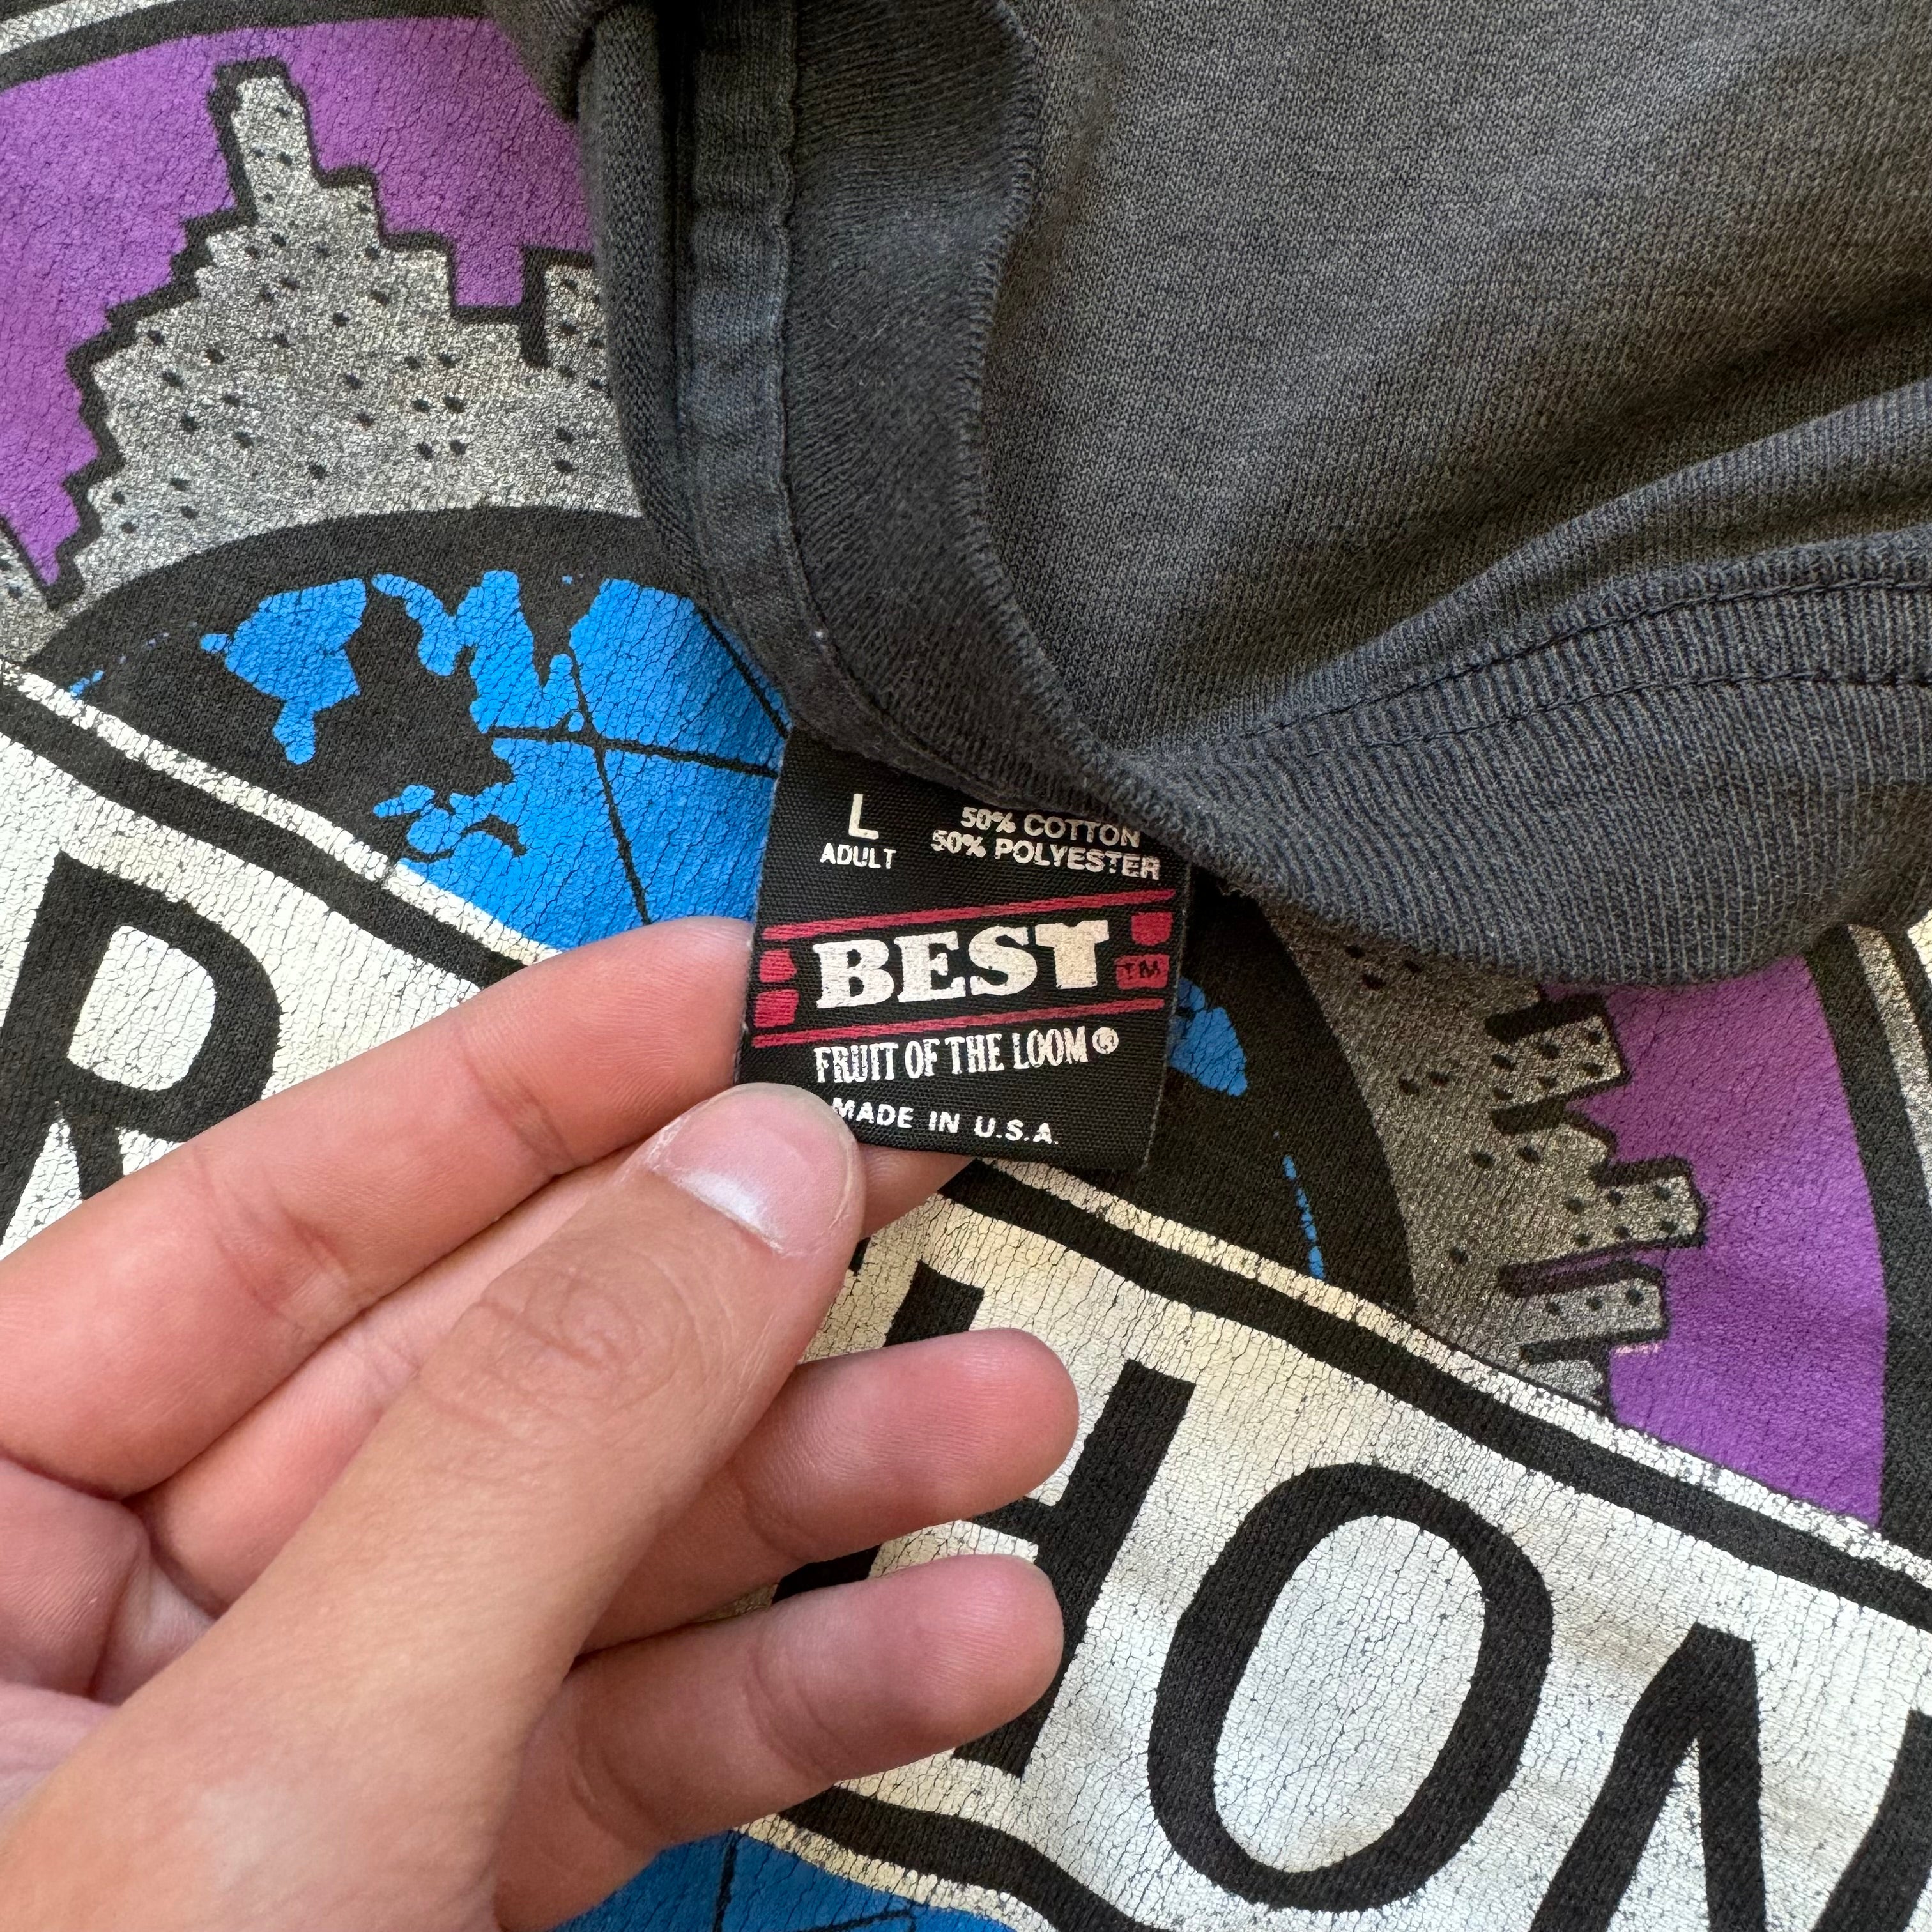 L
ADULT
50% COTTON
50% POLYESTER
BEST
TM
FRUIT OF THE LOOM®
MADE IN U.S.A.